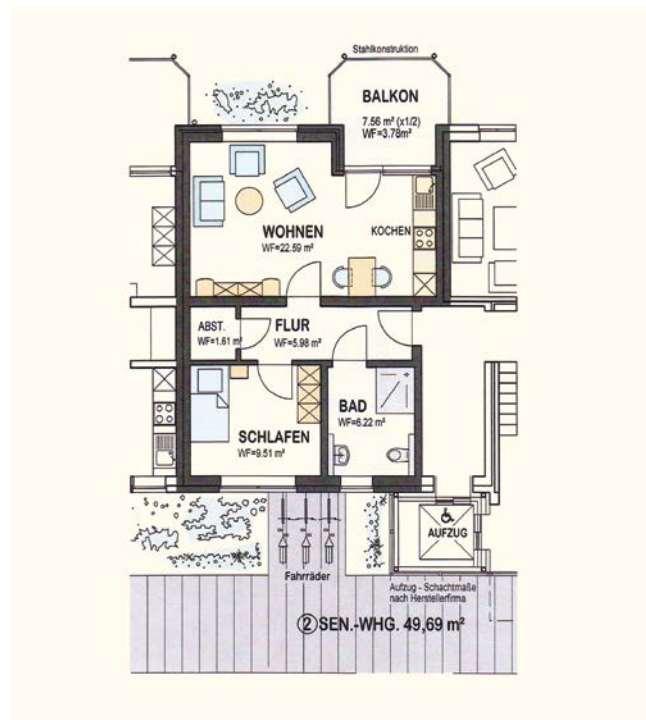 Stahlkonstruktion
BALKON
7.56 m² (x1/2)
WF=3.78m²
WOHNEN
WF=22.59 m²
KOCHEN
ABST.
WF=1.61 m²
FLUR
WF=5.98 m²
BAD
WF=6.22 m²
SCHLAFEN
WF=9.51 m²
AUFZUG
Fahrräder
Aufzug - Schachtmaße
nach Herstellerfirma
② SEN.-WHG. 49,69 m²